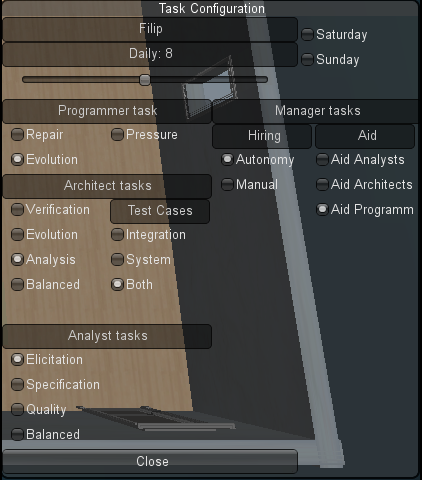 Task Configuration
Filip
Saturday
Daily: 8
Sunday
Programmer task
Manager tasks
Repair
Pressure
Hiring
Aid
Evolution
Autonomy
Aid Analysts
Architect tasks
Manual
Aid Architects
Verification
Test Cases
Aid Programm
Evolution
Integration
Analysis
System
Balanced
Both
Analyst tasks
Elicitation
Specification
Quality
Balanced
Close